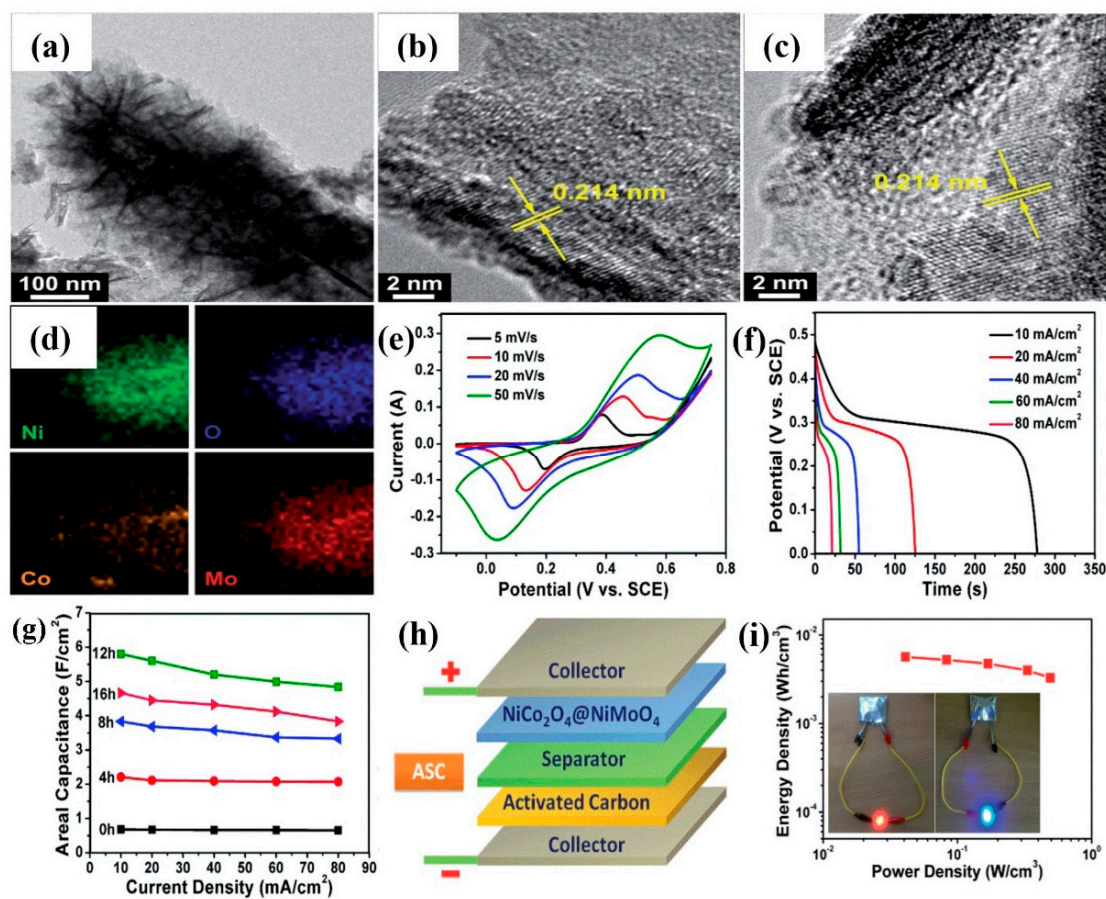 (a)
100 nm
(b)
0.214 nm
2 nm
(c)
0.214 nm
2 nm
(d)
Ni
O
Co
Mo
(e)
5 mV/s
10 mV/s
20 mV/s
50 mV/s
0.3
0.2
0.1
0.0
-0.1
-0.2
-0.3
Current (A)
0.0 0.2 0.4 0.6 0.8
Potential (V vs. SCE)
(f)
10 mA/cm²
20 mA/cm²
40 mA/cm²
60 mA/cm²
80 mA/cm²
0.5
0.4
0.3
0.2
0.1
0.0
Potential (V vs. SCE)
0 50 100 150 200 250 300 350
Time (s)
(g)
7
6
5
4
3
2
1
0
Areal Capacitance (F/cm²)
12h
16h
8h
4h
0h
0 10 20 30 40 50 60 70 80 90
Current Density (mA/cm²)
(h)
+
Collector
NiCo₂O₄@NiMoO₄
Separator
ASC
Activated Carbon
Collector
-
(i)
10⁻²
10⁻³
10⁻⁴
Energy Density (Wh/cm³)
10⁻² 10⁻¹ 10⁰
Power Density (W/cm³)